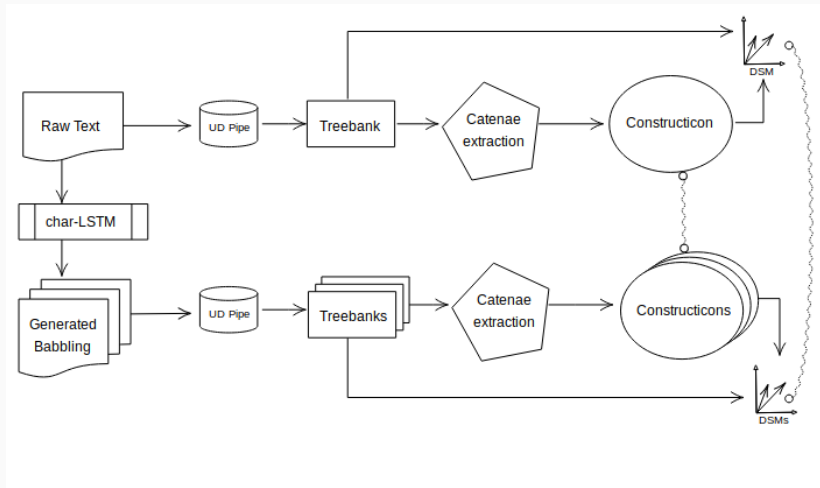 DSM
Raw Text
UD Pipe
Treebank
Catenae
extraction
Constructicon
char-LSTM
Generated
Babbling
UD Pipe
Treebanks
Catenae
extraction
Constructicons
DSMs